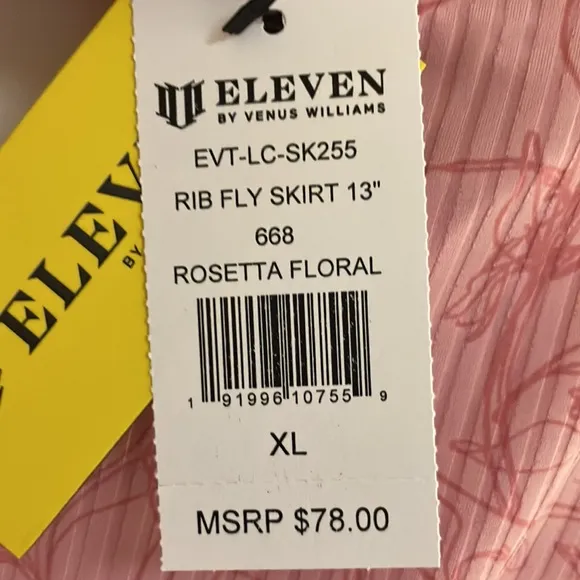 ELEVEN
BY VENUS WILLIAMS
EVT-LC-SK255
RIB FLY SKIRT 13"
668
ROSETTA FLORAL
1 91996 10755 9
XL
MSRP $78.00
ELEV
BY